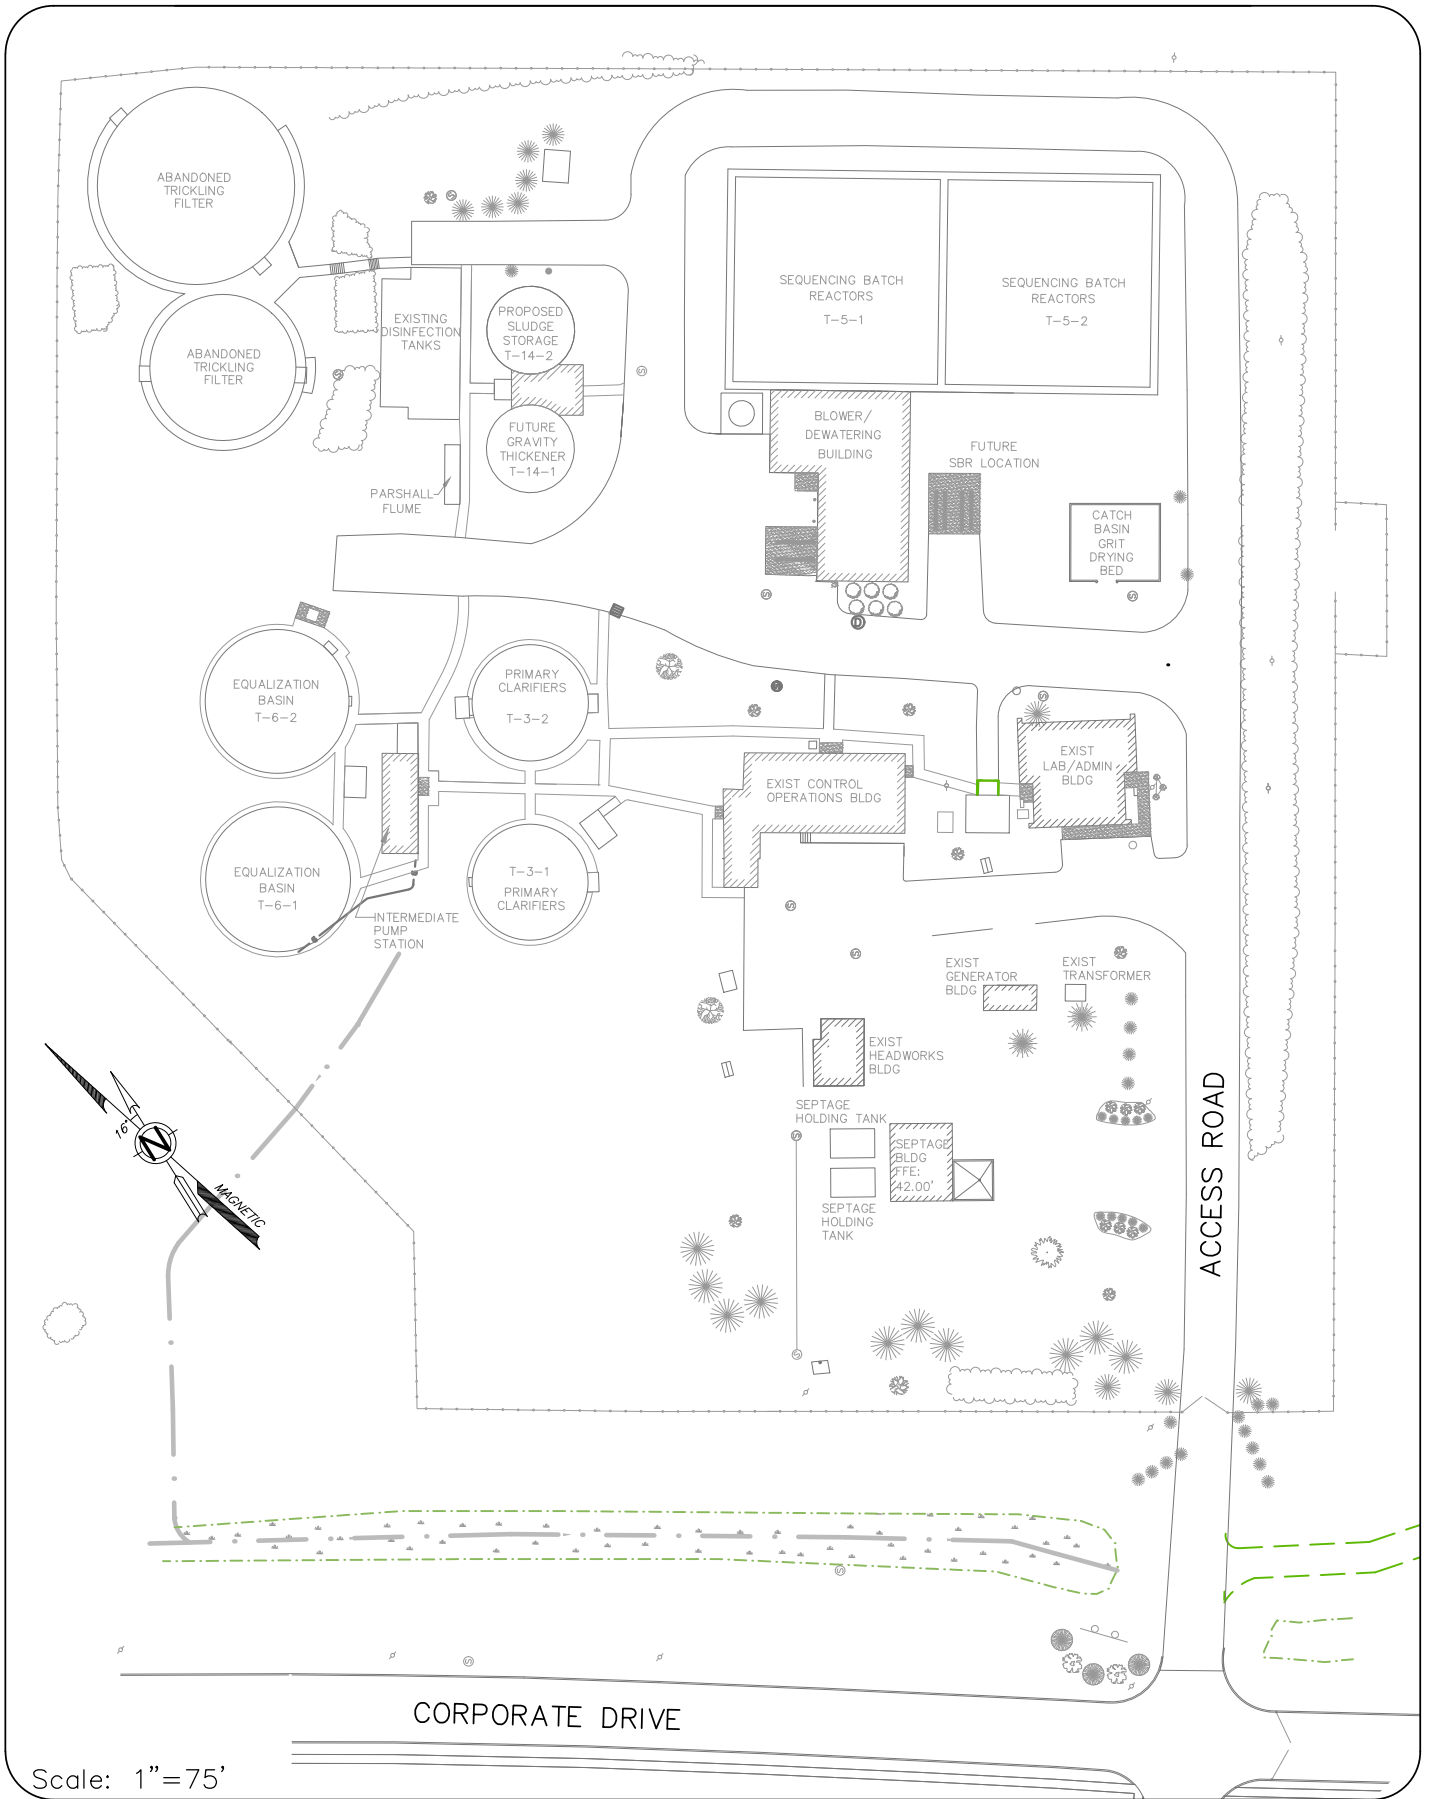 ABANDONED
TRICKLING
FILTER
ABANDONED
TRICKLING
FILTER
EXISTING
DISINFECTION
TANKS
PROPOSED
SLUDGE
STORAGE
T-14-2
FUTURE
GRAVITY
THICKENER
T-14-1
PARSHALL
FLUME
SEQUENCING BATCH
REACTORS
T-5-1
SEQUENCING BATCH
REACTORS
T-5-2
BLOWER/
DEWATERING
BUILDING
FUTURE
SBR LOCATION
CATCH
BASIN
GRIT
DRYING
BED
EQUALIZATION
BASIN
T-6-2
PRIMARY
CLARIFIERS
T-3-2
EXIST CONTROL
OPERATIONS BLDG
EXIST
LAB/ADMIN
BLDG
EQUALIZATION
BASIN
T-6-1
T-3-1
PRIMARY
CLARIFIERS
INTERMEDIATE
PUMP
STATION
EXIST
GENERATOR
BLDG
EXIST
TRANSFORMER
EXIST
HEADWORKS
BLDG
SEPTAGE
HOLDING TANK
SEPTAGE
BLDG
FFE:
42.00'
SEPTAGE
HOLDING
TANK
16°
N
MAGNETIC
ACCESS ROAD
CORPORATE DRIVE
Scale: 1"=75'
S
S
S
S
S
S
S
S
S
S
S
S
D